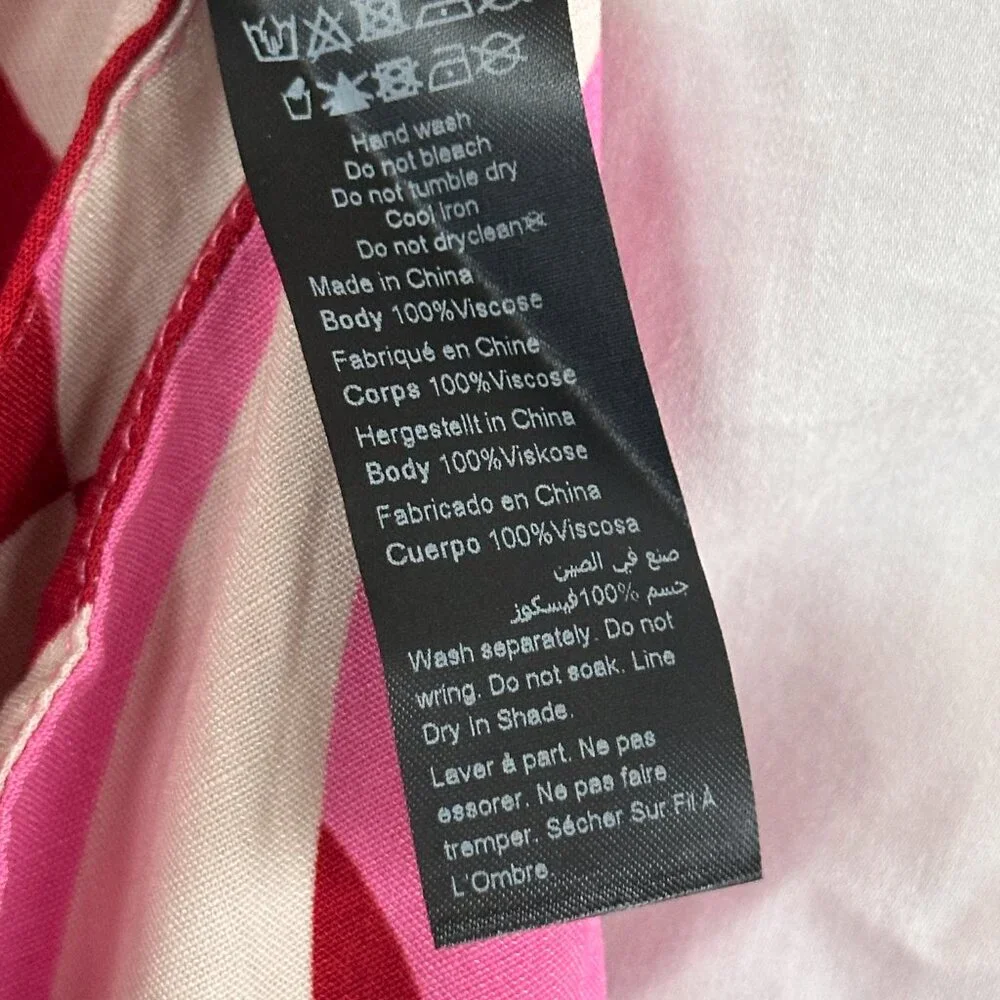 Hand wash
Do not bleach
Do not tumble dry
Cool iron
Do not dryclean
Made in China
Body 100%Viscose
Fabriqué en Chine
Corps 100%Viscose
Hergestellt in China
Body 100%Viskose
Fabricado en China
Cuerpo 100%Viscosa
صنع في الصين
جسم 100%فيسكوز
Wash separately. Do not
wring. Do not soak. Line
Dry In Shade.
Laver à part. Ne pas
essorer. Ne pas faire
tremper. Sécher Sur Fil À
L'Ombre